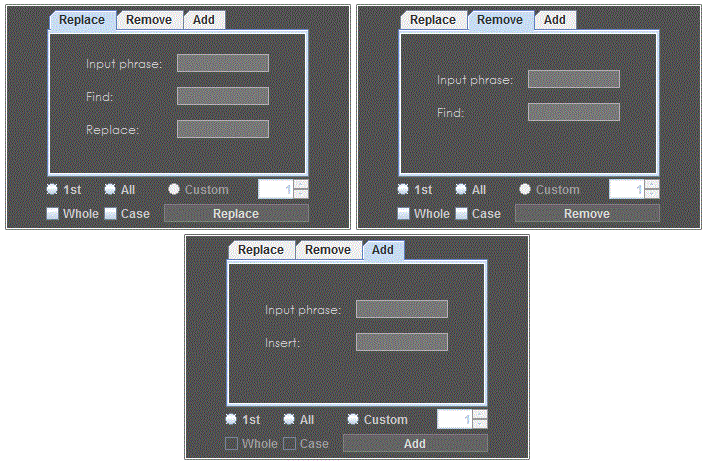 Replace Remove Add
Input phrase:
Find:
Replace:
1st All Custom 1
Whole Case Replace
Replace Remove Add
Input phrase:
Find:
1st All Custom 1
Whole Case Remove
Replace Remove Add
Input phrase:
Insert:
1st All Custom 1
Whole Case Add